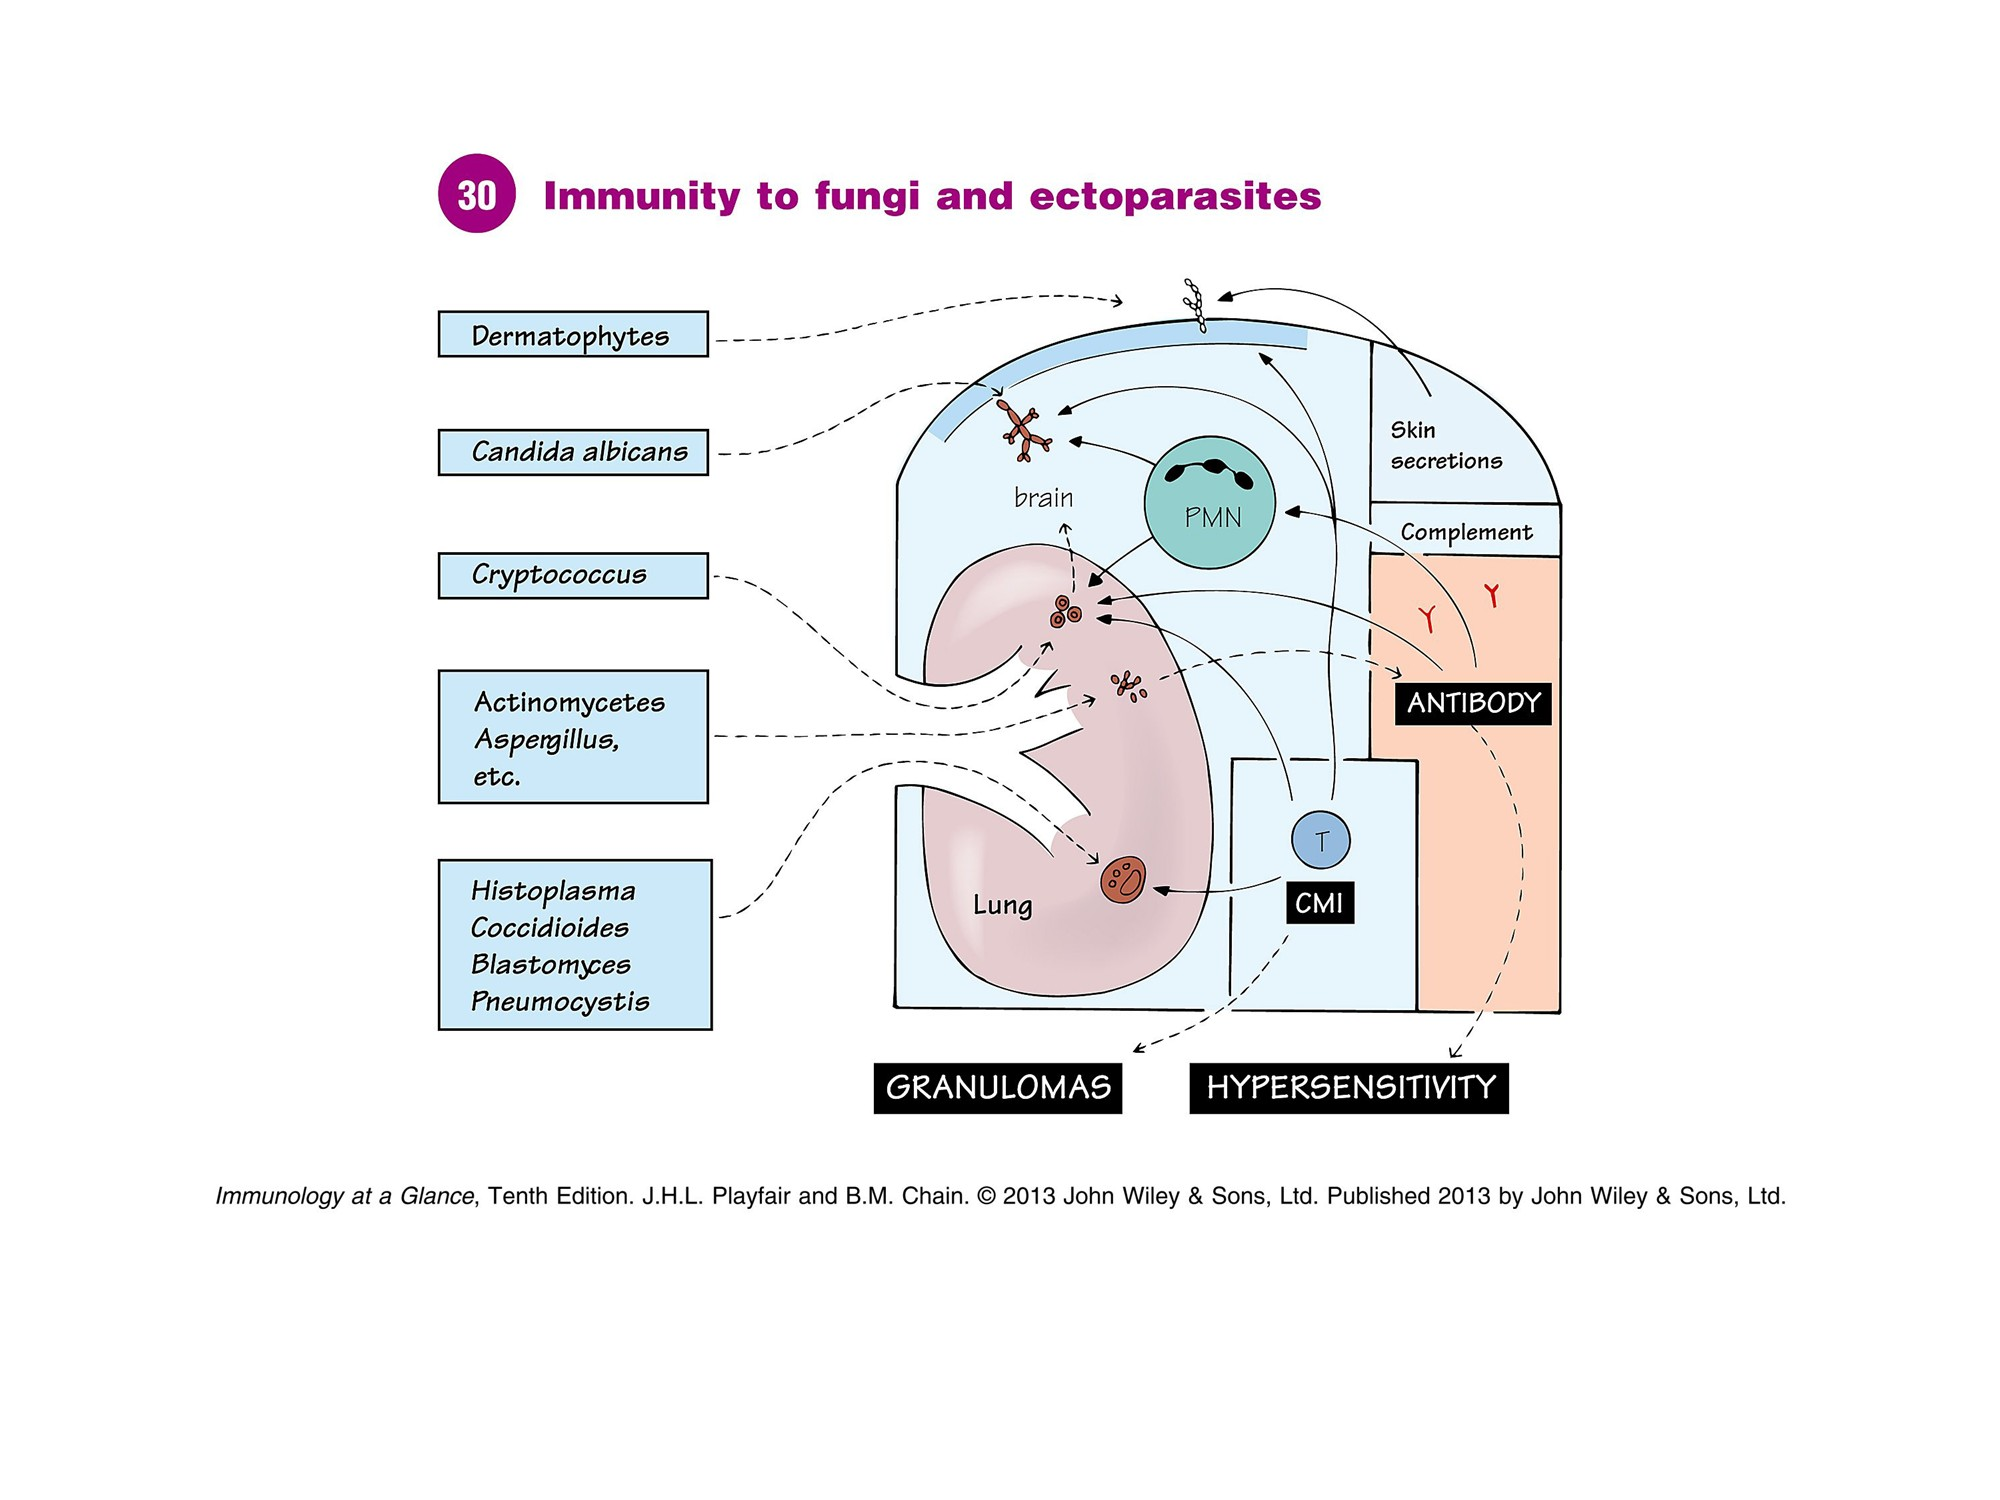 30 Immunity to fungi and ectoparasites
Dermatophytes
Candida albicans
Cryptococcus
Actinomycetes
Aspergillus,
etc.
Histoplasma
Coccidioides
Blastomyces
Pneumocystis
brain
PMN
Lung
Skin
secretions
Complement
Y
Y
ANTIBODY
T
CMI
GRANULOMAS
HYPERSENSITIVITY
Immunology at a Glance, Tenth Edition. J.H.L. Playfair and B.M. Chain. © 2013 John Wiley & Sons, Ltd. Published 2013 by John Wiley & Sons, Ltd.